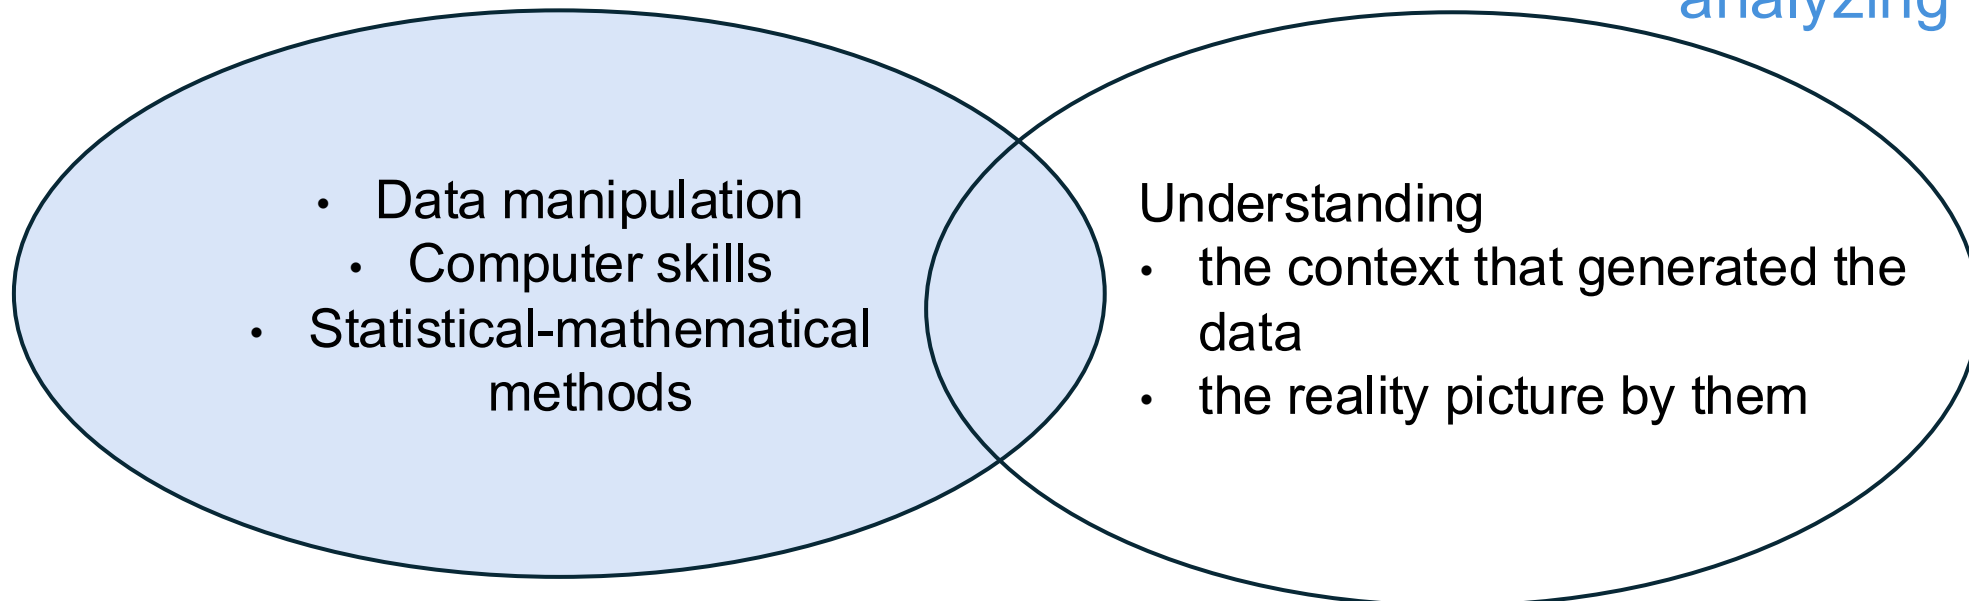 analyzing
• Data manipulation
• Computer skills
• Statistical-mathematical
methods
Understanding
• the context that generated the
data
• the reality picture by them